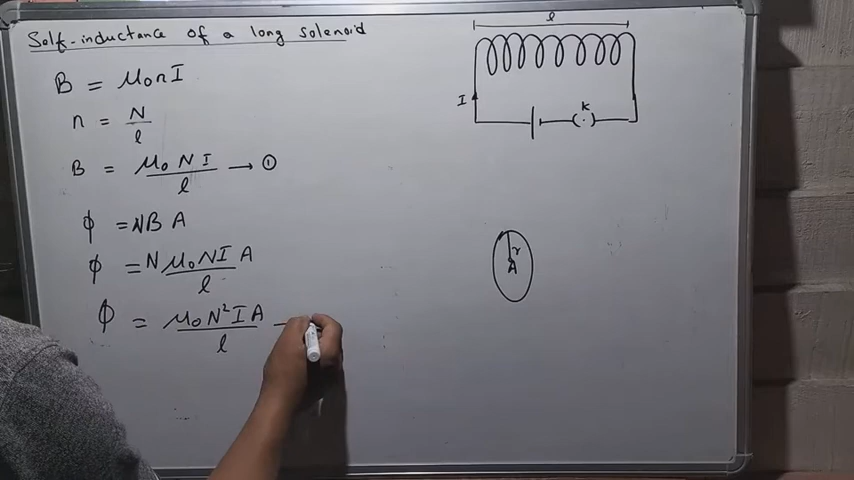 Self-inductance of a long solenoid
B = μ₀nI
n = N/l
B = μ₀NI/l → ①
ϕ = NBA
ϕ = N μ₀NI A/l
ϕ = μ₀N²IA/l —
l
I
k
r
A